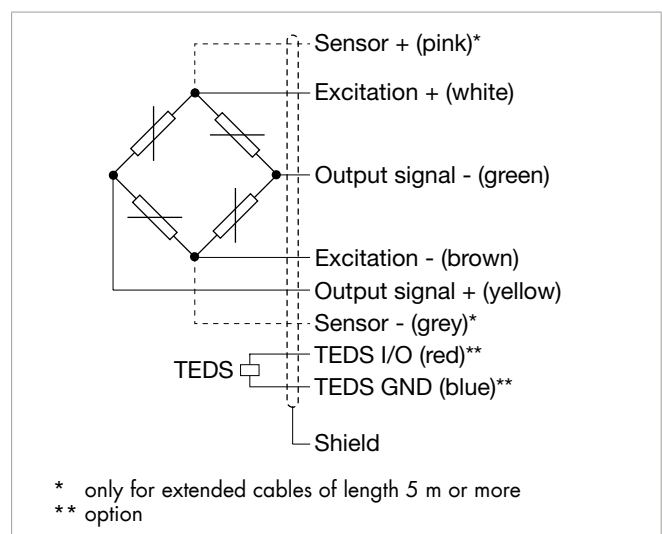 Sensor + (pink)*
Excitation + (white)
Output signal - (green)
Excitation - (brown)
Output signal + (yellow)
Sensor - (grey)*
TEDS I/O (red)**
TEDS
TEDS GND (blue)**
Shield
* only for extended cables of length 5 m or more
** option